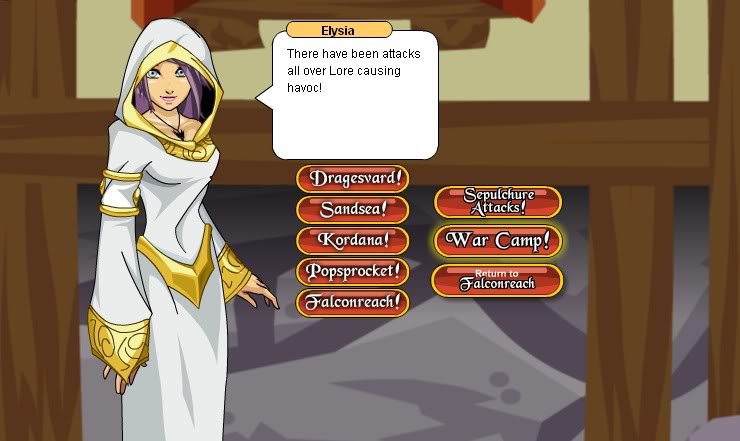 Elysia
There have been attacks
all over Lore causing
havoc!
Dragesvard!
Sandsea!
Kordana!
Popsprocket!
Falconreach!
Sepulchure
Attacks!
War Camp!
Return to
Falconreach